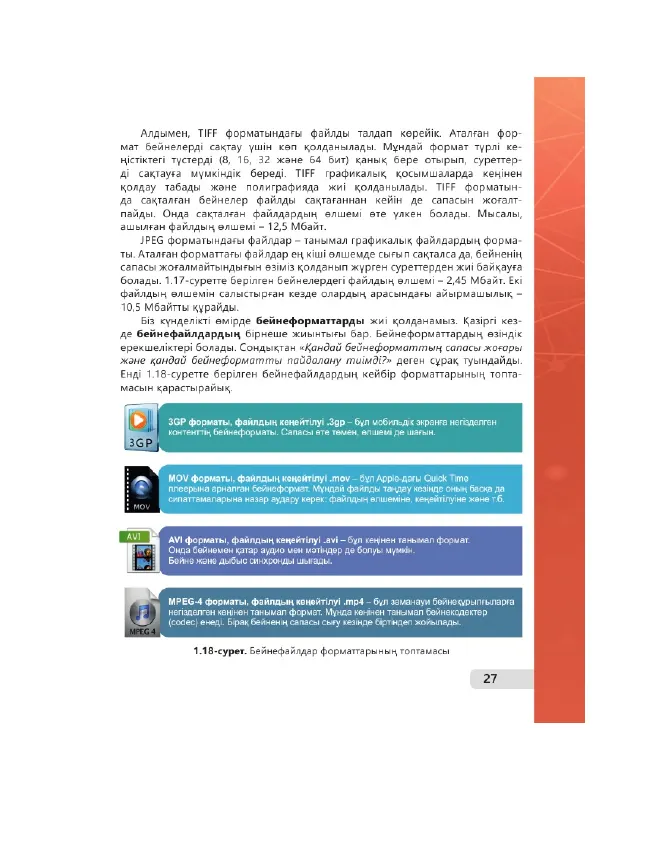 Алдымен, TIFF форматындағы файлды талдап көрейік. Аталған фор-
мат бейнелерді сақтау үшін көп қолданылады. Мұндай формат түрлі ке-
ңістіктегі түстерді (8, 16, 32 және 64 бит) қанық бере отырып, суреттер-
ді сақтауға мүмкіндік береді. TIFF графикалық қосымшаларда кеңінен
қолдау табады және полиграфияда жиі қолданылады. TIFF форматын-
да сақталған бейнелер файлды сақтағаннан кейін де сапасын жоғалт-
пайды. Онда сақталған файлдардың өлшемі өте үлкен болады. Мысалы,
ашылған файлдың өлшемі – 12,5 Мбайт.
JPEG форматындағы файлдар – танымал графикалық файлдардың форма-
ты. Аталған форматтағы файлдар ең кіші өлшемде сығып сақталса да, бейненің
сапасы жоғалмайтындығын өзіміз қолданып жүрген суреттерден жиі байқауға
болады. 1.17-суретте берілген бейнелердегі файлдың өлшемі – 2,45 Мбайт. Екі
файлдың өлшемін салыстырған кезде олардың арасындағы айырмашылық –
10,5 Мбайтты құрайды.
Біз күнделікті өмірде бейнеформаттарды жиі қолданамыз. Қазіргі кез-
де бейнефайлдардың бірнеше жиынтығы бар. Бейнеформаттардың өзіндік
ерекшеліктері болады. Сондықтан «Қандай бейнеформаттың сапасы жоғары
және қандай бейнеформатты пайдалану тиімді?» деген сұрақ туындайды.
Енді 1.18-суретте берілген бейнефайлдардың кейбір форматтарының топта-
масын қарастырайық.
3GP
3GP форматы, файлдың кеңейтілуі .3gp – бұл мобильдік экранға негізделген
контенттің бейнеформаты. Сапасы өте төмен, өлшемі де шағын.
MOV
MOV форматы, файлдың кеңейтілуі .mov – бұл Apple-дағы Quick Time
плеерына арналған бейнеформат. Мұндай файлды таңдау кезінде оның басқа да
сипаттамаларына назар аудару керек: файлдың өлшеміне, кеңейтілуіне және т.б.
AVI
AVI форматы, файлдың кеңейтілуі .avi – бұл кеңінен танымал формат.
Онда бейнемен қатар аудио мен мәтіндер де болуы мүмкін.
Бейне және дыбыс синхронды шығады.
MPEG 4
MPEG-4 форматы, файлдың кеңейтілуі .mp4 – бұл заманауи бейнеқұрылғыларға
негізделген кеңінен танымал формат. Мұнда кеңінен танымал бейнекодектер
(codec) енеді. Бірақ бейненің сапасы сығу кезінде біртіндеп жойылады.
1.18-сурет. Бейнефайлдар форматтарының топтамасы
27